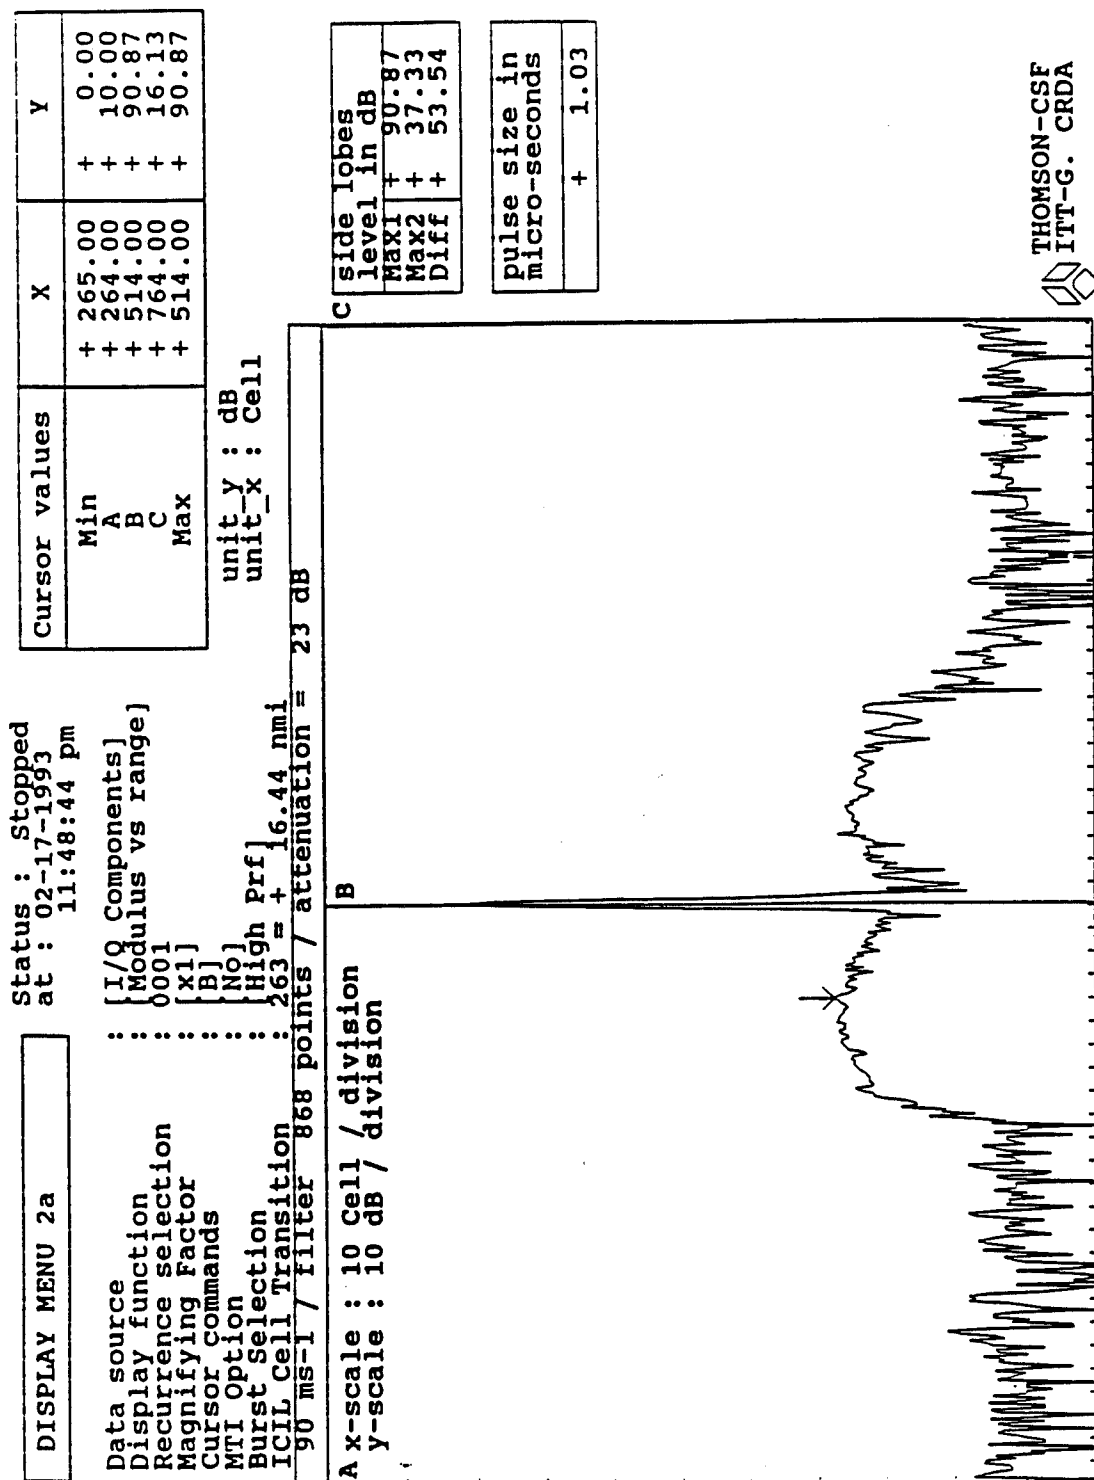 DISPLAY MENU 2a
Status : Stopped
at : 02-17-1993
11:48:44 pm
Data source : [I/Q Components]
Display function : [Modulus vs range]
Recurrence selection : 0001
Magnifying Factor : [x1]
Cursor commands : [B]
MTI Option : [No]
Burst Selection : [High Prf]
ICIL Cell Transition : 263 = + 16.44 nmi
Cursor values X Y
Min + 265.00 + 0.00
A + 264.00 + 10.00
B + 514.00 + 90.87
C + 764.00 + 16.13
Max + 514.00 + 90.87
unit_y : dB
unit_x : Cell
90 ms-1 / filter 868 points / attenuation = 23 dB
A x-scale : 10 Cell / division
y-scale : 10 dB / division
B
C
side lobes
level in dB
Max1 + 90.87
Max2 + 37.33
Diff + 53.54
pulse size in
micro-seconds
+ 1.03
THOMSON-CSF
ITT-G. CRDA